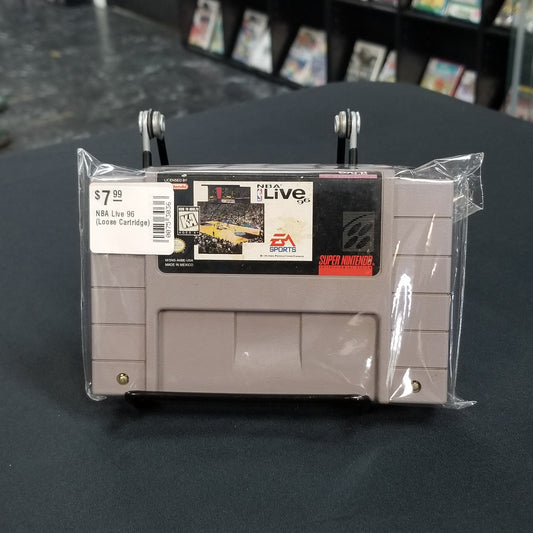 $7.99
NBA Live 96
(Loose Cartridge)
LICENSED BY
NBA
Live
96
K-A
EA
SPORTS
SUPER NINTENDO
MADE IN MEXICO